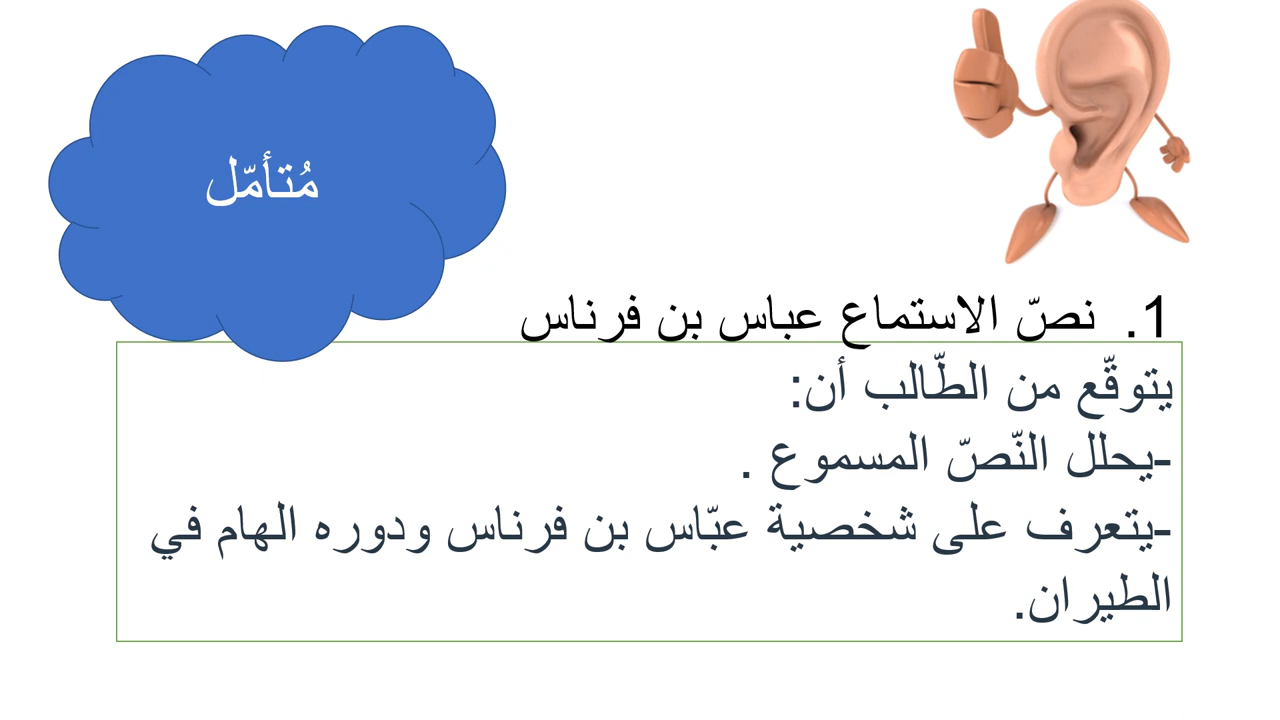 مُتأمّل
1. نصّ الاستماع عباس بن فرناس
يتوقّع من الطّالب أن:
-يحلل النّصّ المسموع .
-يتعرف على شخصية عبّاس بن فرناس ودوره الهام في
الطيران.